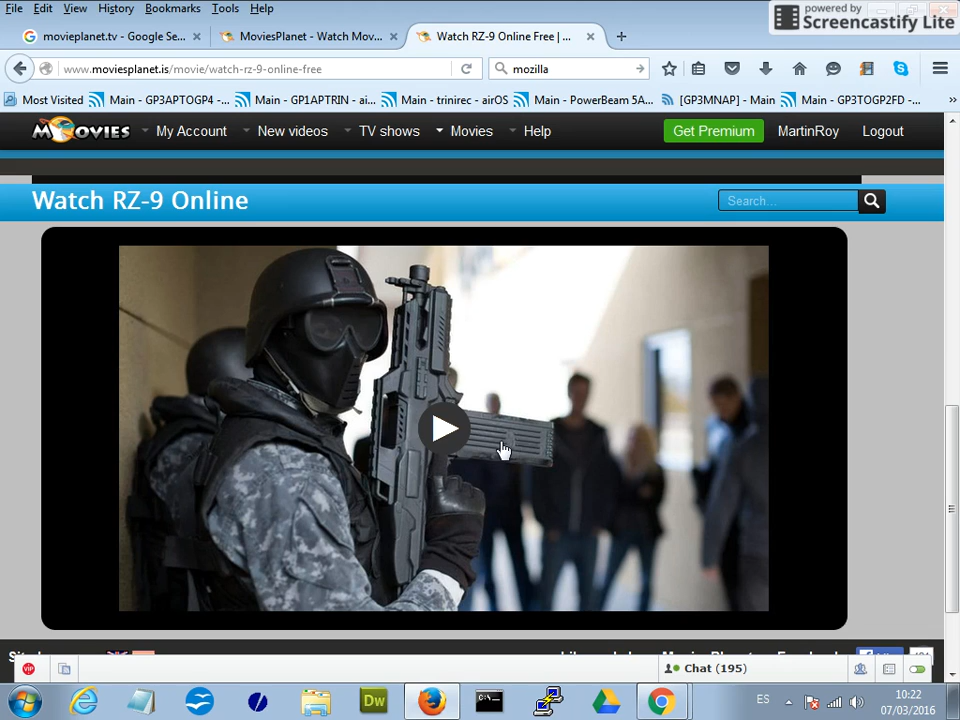 File Edit View History Bookmarks Tools Help
powered by
Screencastify Lite
movieplanet.tv - Google Se...
MoviesPlanet - Watch Mov...
Watch RZ-9 Online Free | ...
www.moviesplanet.is/movie/watch-rz-9-online-free
mozilla
Most Visited
Main - GP3APTOGP4 -...
Main - GP1APTRIN - ai...
Main - trinirec - airOS
Main - PowerBeam 5A...
[GP3MNAP] - Main
Main - GP3TOGP2FD -...
MOVIES
My Account
New videos
TV shows
Movies
Help
Get Premium
MartinRoy
Logout
Watch RZ-9 Online
Search...
VIP
Chat (195)
Dw
C:\_
ES
10:22
07/03/2016